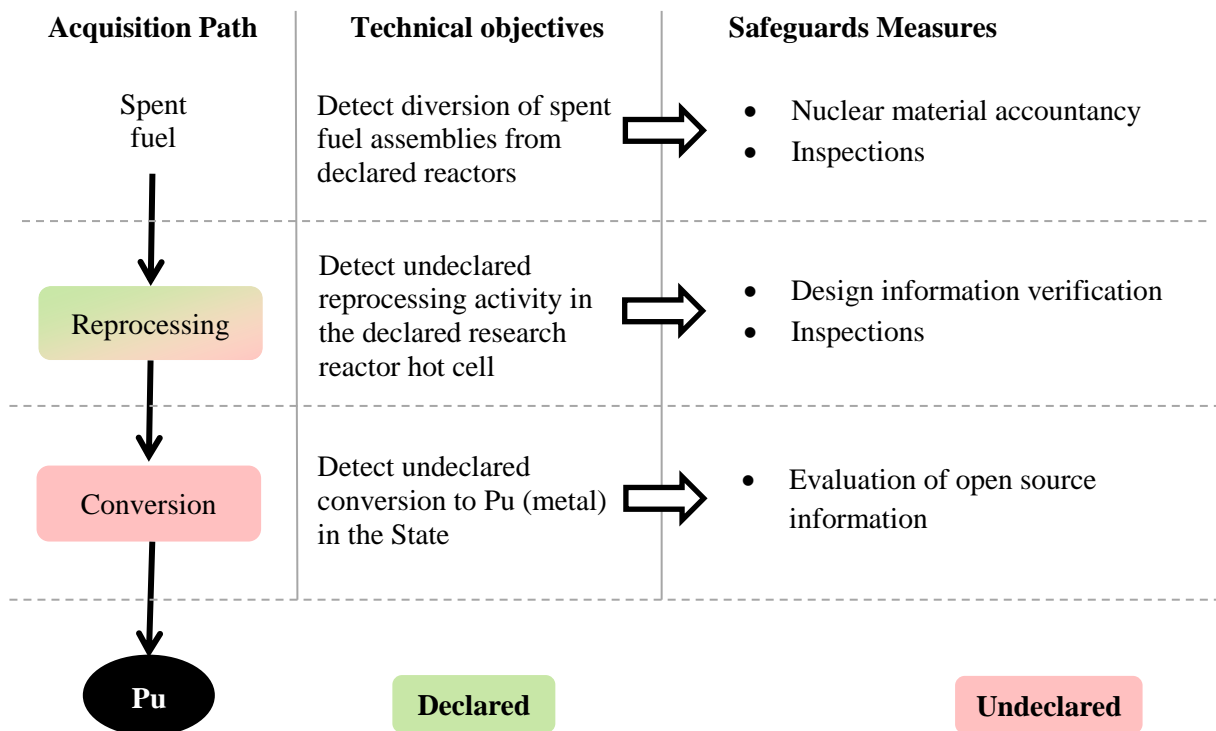 Acquisition Path
Technical objectives
Safeguards Measures
Spent
fuel
Detect diversion of spent
fuel assemblies from
declared reactors
• Nuclear material accountancy
• Inspections
Reprocessing
Detect undeclared
reprocessing activity in
the declared research
reactor hot cell
• Design information verification
• Inspections
Conversion
Detect undeclared
conversion to Pu (metal)
in the State
• Evaluation of open source
information
Pu
Declared
Undeclared